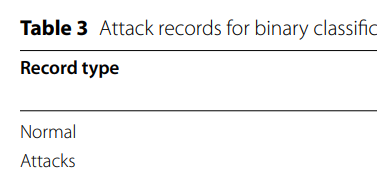 Table 3 Attack records for binary classific
Record type
Normal
Attacks